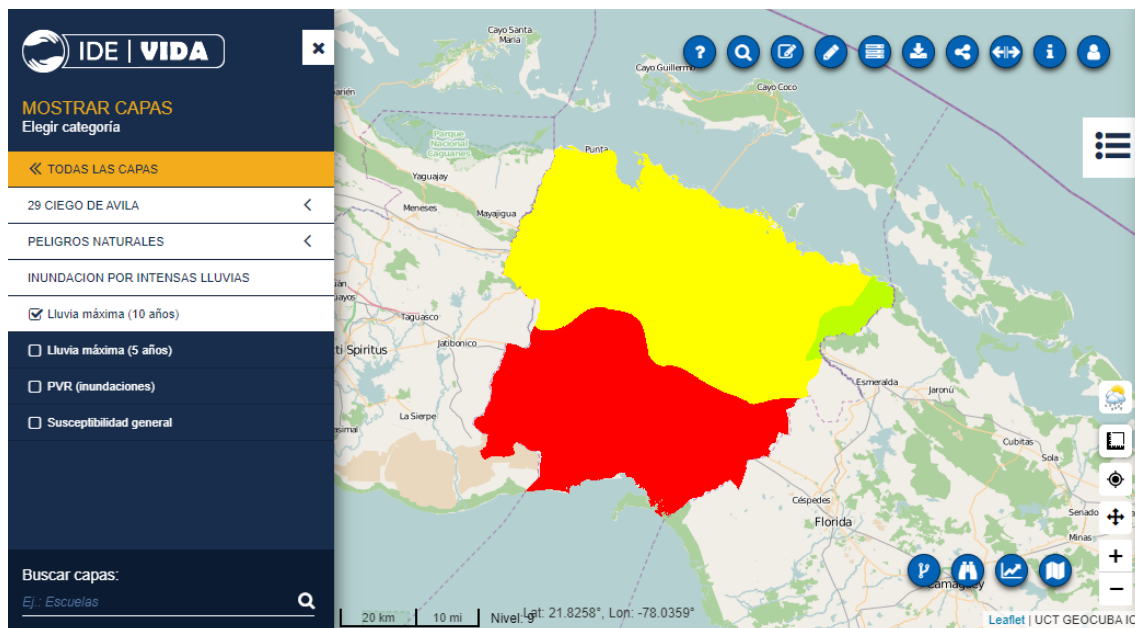 IDE | VIDA
MOSTRAR CAPAS
Elegir categoría
TODAS LAS CAPAS
29 CIEGO DE AVILA
PELIGROS NATURALES
INUNDACION POR INTENSAS LLUVIAS
Lluvia máxima (10 años)
Lluvia máxima (5 años)
PVR (inundaciones)
Susceptibilidad general
Buscar capas:
Ej.: Escuelas
Cayo Santa
Maria
Cayo Guillermo
Cayo Coco
Parque
Nacional
Caguanes
Punta
Yaguajay
Meneses
Mayajigua
Taguasco
Jatibonico
ti Spiritus
La Sierpe
Esmeralda
Jaronú
Cubitas
Sola
Céspedes
Florida
Senado
Minas
Camagüey
20 km
10 mi
Nivel: 9
Lat: 21.8258°, Lon: -78.0359°
Leaflet | UCT GEOCUBA IC